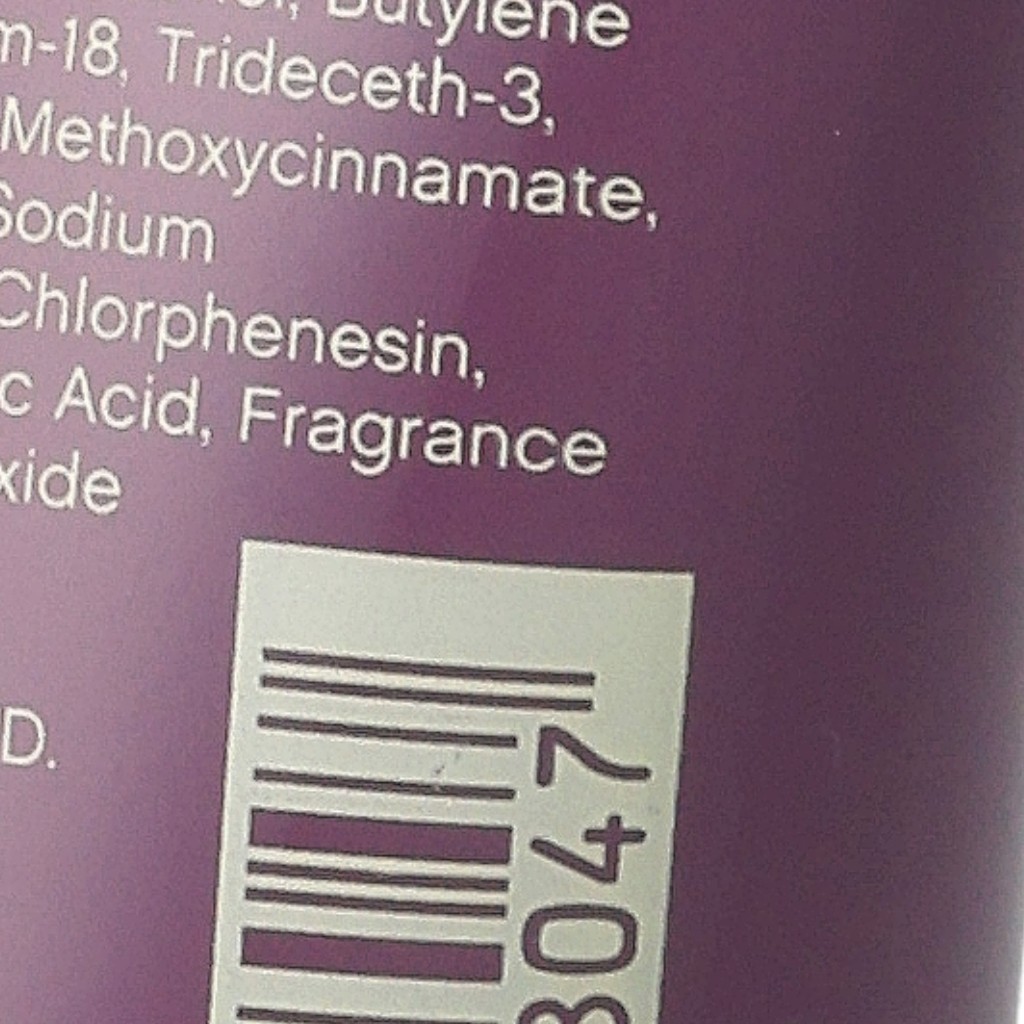 Butylene
m-18, Trideceth-3,
Methoxycinnamate,
Sodium
Chlorphenesin,
c Acid, Fragrance
xide
D.
8047